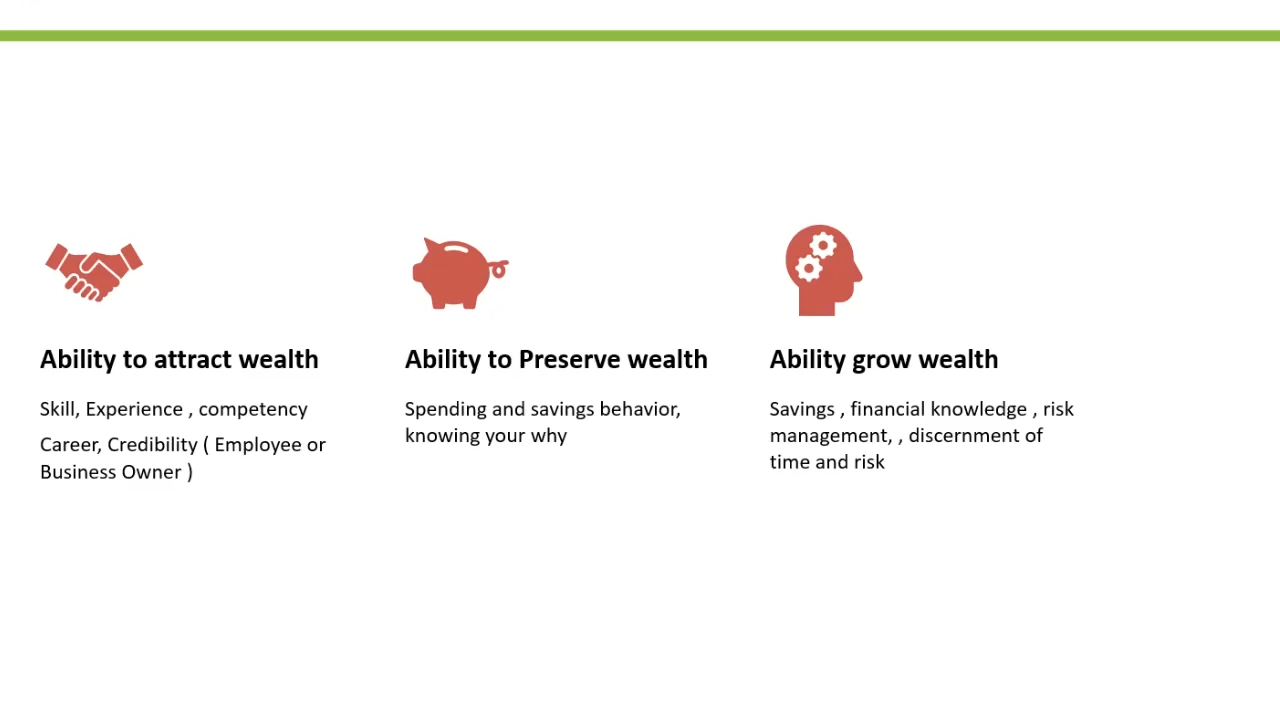 Ability to attract wealth
Skill, Experience , competency
Career, Credibility ( Employee or
Business Owner )
Ability to Preserve wealth
Spending and savings behavior,
knowing your why
Ability grow wealth
Savings , financial knowledge , risk
management, , discernment of
time and risk